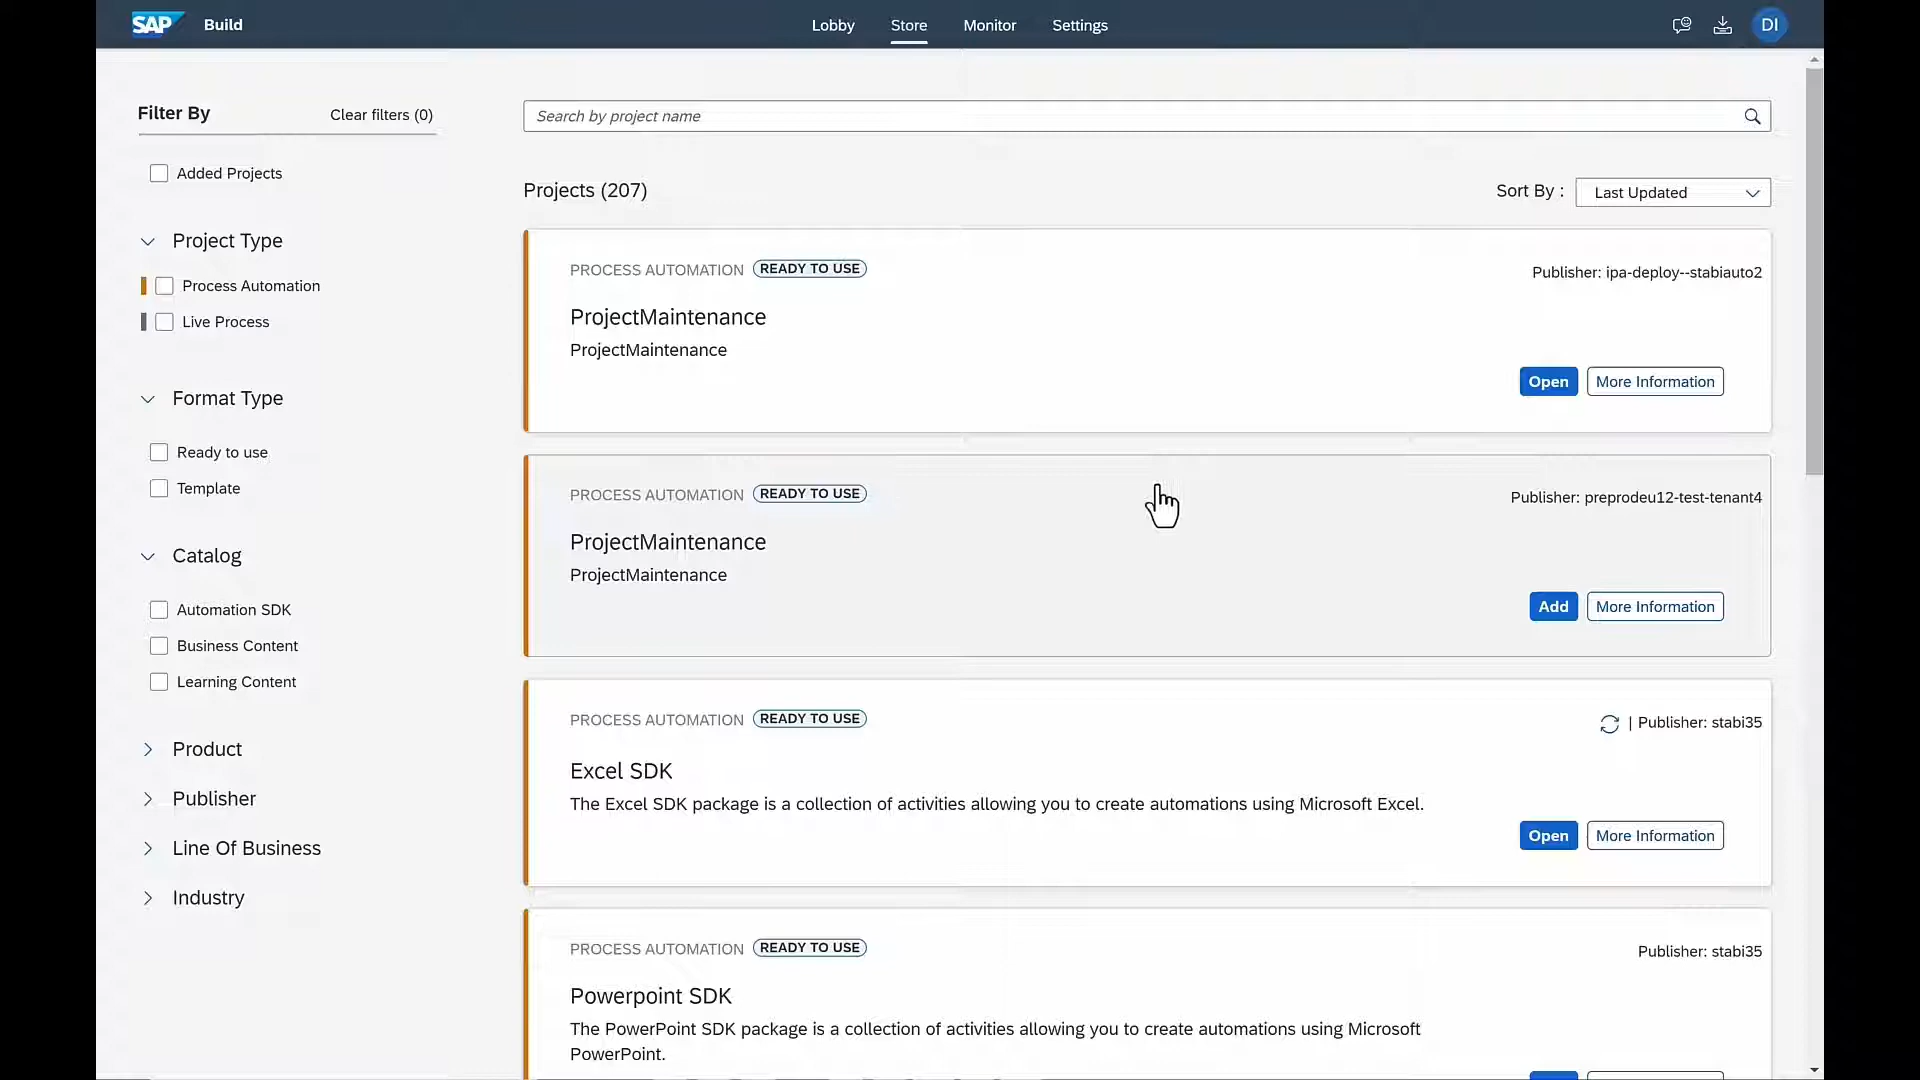 SAP Build
Lobby Store Monitor Settings
DI
Filter By
Clear filters (0)
Added Projects
Project Type
Process Automation
Live Process
Format Type
Ready to use
Template
Catalog
Automation SDK
Business Content
Learning Content
Product
Publisher
Line Of Business
Industry
Search by project name
Projects (207)
Sort By : Last Updated
PROCESS AUTOMATION READY TO USE
Publisher: ipa-deploy--stabiauto2
ProjectMaintenance
ProjectMaintenance
Open More Information
PROCESS AUTOMATION READY TO USE
Publisher: preprodeu12-test-tenant4
ProjectMaintenance
ProjectMaintenance
Add More Information
PROCESS AUTOMATION READY TO USE
| Publisher: stabi35
Excel SDK
The Excel SDK package is a collection of activities allowing you to create automations using Microsoft Excel.
Open More Information
PROCESS AUTOMATION READY TO USE
Publisher: stabi35
Powerpoint SDK
The PowerPoint SDK package is a collection of activities allowing you to create automations using Microsoft
PowerPoint.